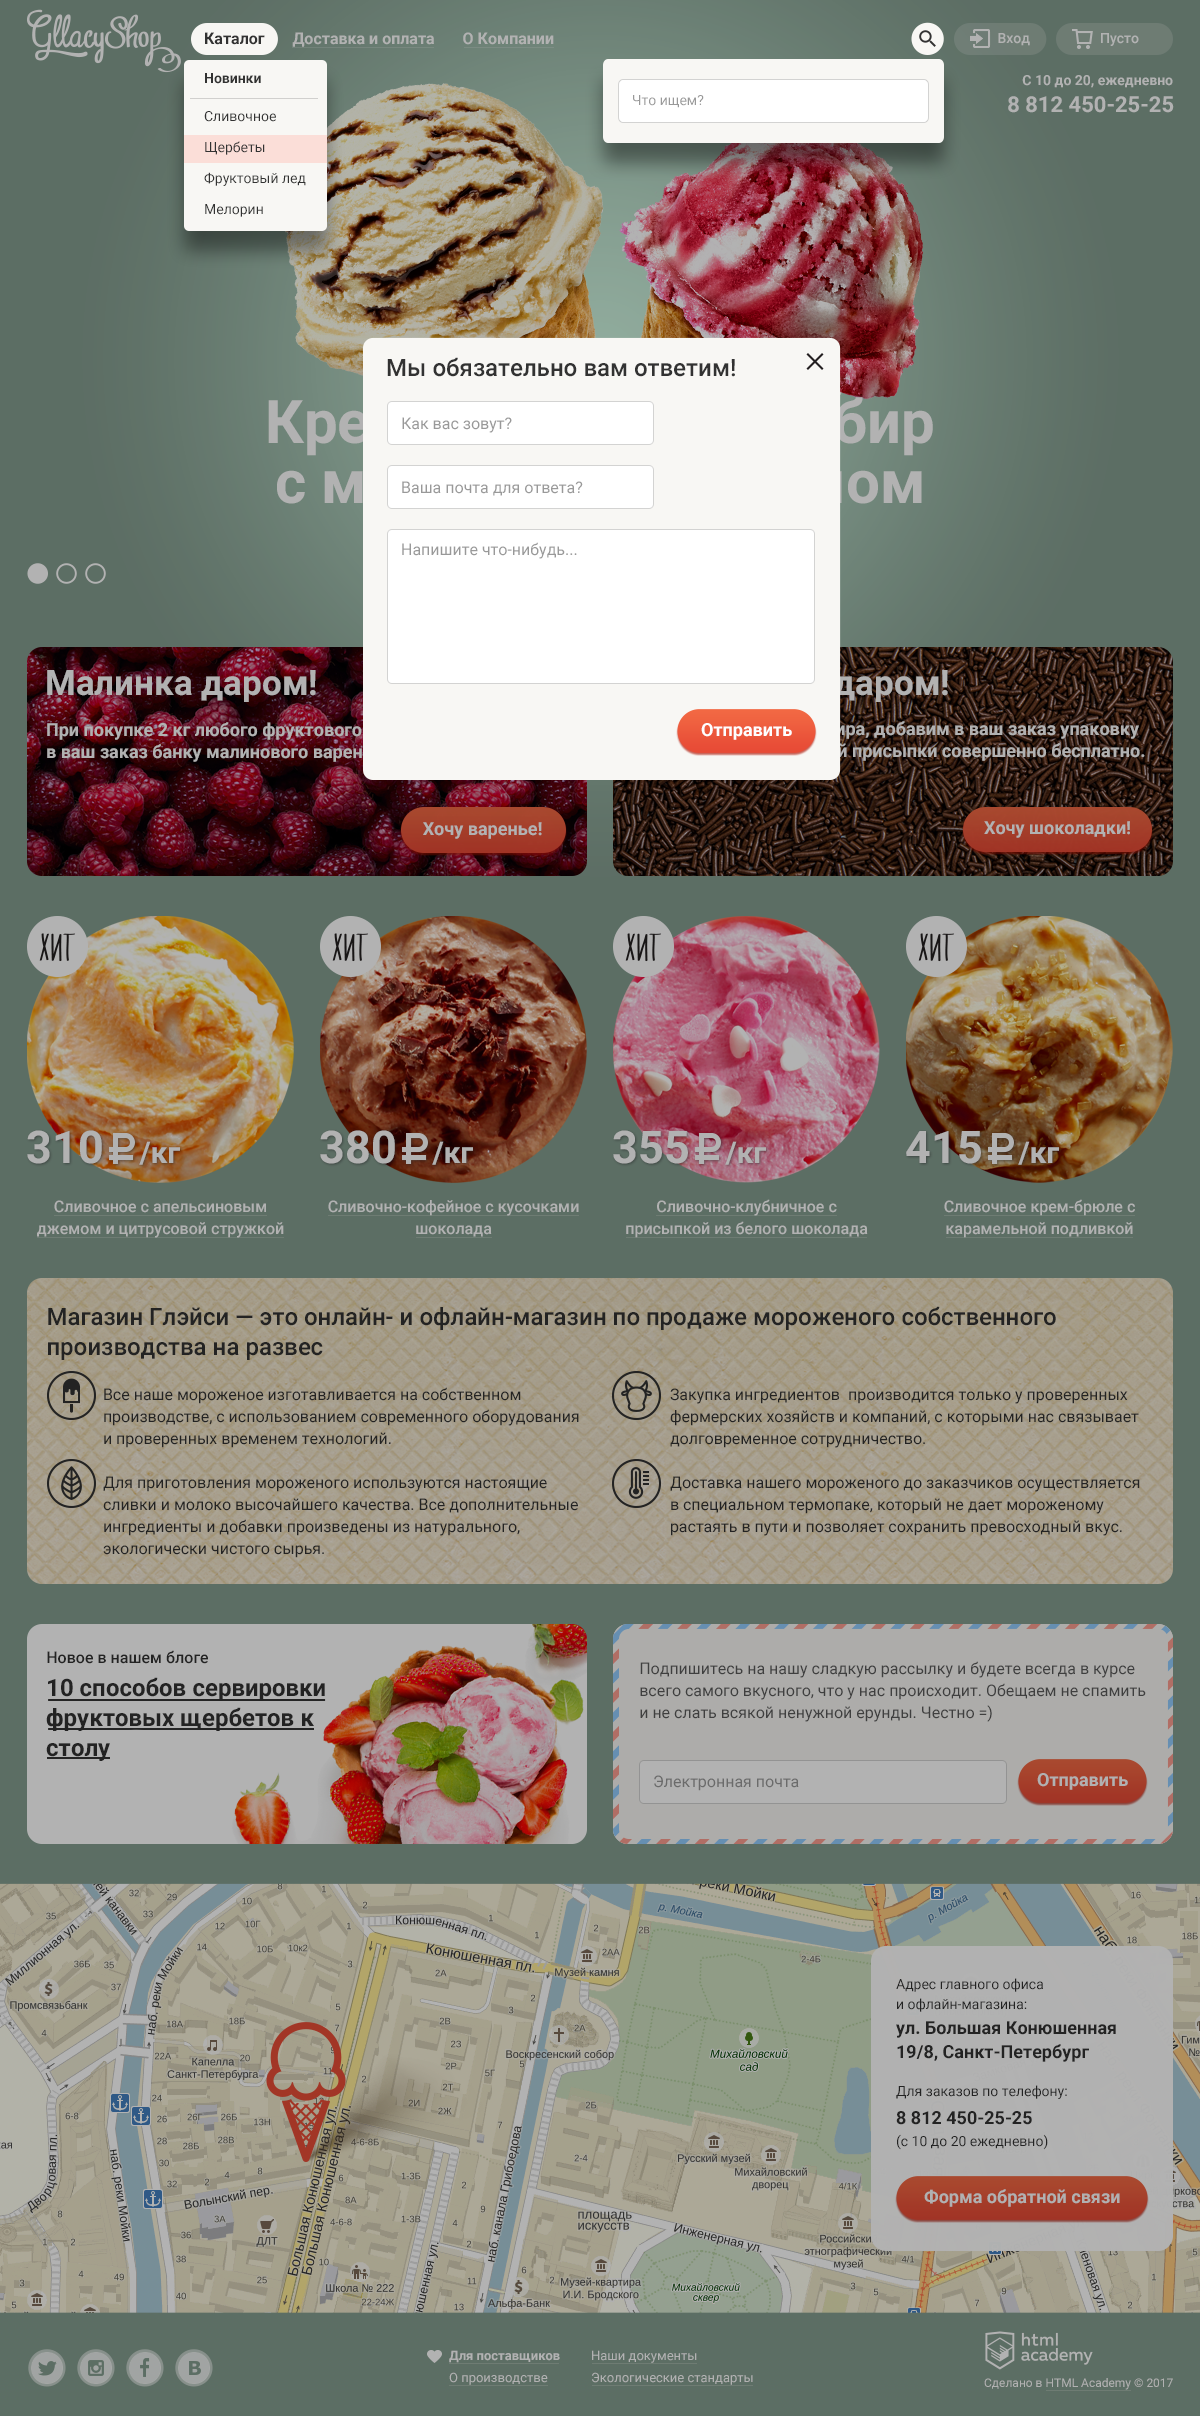 GllacyShop
Каталог
Доставка и оплата
О Компании
Вход
Пусто
Новинки
Сливочное
Щербеты
Фруктовый лед
Мелорин
Что ищем?
С 10 до 20, ежедневно
8 812 450-25-25
Мы обязательно вам ответим!
Как вас зовут?
Ваша почта для ответа?
Напишите что-нибудь...
Отправить
Малинка даром!
При покупке 2 кг любого фруктового
в ваш заказ банку малинового варен
Хочу варенье!
даром!
ира, добавим в ваш заказ упаковку
й присыпки совершенно бесплатно.
Хочу шоколадки!
ХИТ
310₽/кг
Сливочное с апельсиновым
джемом и цитрусовой стружкой
ХИТ
380₽/кг
Сливочно-кофейное с кусочками
шоколада
ХИТ
355₽/кг
Сливочно-клубничное с
присыпкой из белого шоколада
ХИТ
415₽/кг
Сливочное крем-брюле с
карамельной подливкой
Магазин Глэйси — это онлайн- и офлайн-магазин по продаже мороженого собственного
производства на развес
Все наше мороженое изготавливается на собственном
производстве, с использованием современного оборудования
и проверенных временем технологий.
Закупка ингредиентов производится только у проверенных
фермерских хозяйств и компаний, с которыми нас связывает
долговременное сотрудничество.
Для приготовления мороженого используются настоящие
сливки и молоко высочайшего качества. Все дополнительные
ингредиенты и добавки произведены из натурального,
экологически чистого сырья.
Доставка нашего мороженого до заказчиков осуществляется
в специальном термопаке, который не дает мороженому
растаять в пути и позволяет сохранить превосходный вкус.
Новое в нашем блоге
10 способов сервировки
фруктовых щербетов к
столу
Подпишитесь на нашу сладкую рассылку и будете всегда в курсе
всего самого вкусного, что у нас происходит. Обещаем не спамить
и не слать всякой ненужной ерунды. Честно =)
Электронная почта
Отправить
Миллионная ул.
Промсвязьбанк
наб. реки Мойки
Конюшенная пл.
Конюшенная пл.
Музей камня
реки Мойки
р. Мойка
р. Мойка
Капелла
Санкт-Петербурга
Воскресенский собор
Михайловский
сад
Русский музей
Михайловский
дворец
Дворцовая пл.
наб. реки Мойки
Волынский пер.
ДЛТ
Большая Конюшенная ул.
Большая Конюшенная ул.
Школа № 222
наб. канала Грибоедова
площадь
искусств
Инженерная ул.
Музей-квартира
И.И. Бродского
Альфа-Банк
Михайловский
сквер
Российский
этнографический
музей
Адрес главного офиса
и офлайн-магазина:
ул. Большая Конюшенная
19/8, Санкт-Петербург
Для заказов по телефону:
8 812 450-25-25
(с 10 до 20 ежедневно)
Форма обратной связи
Для поставщиков
О производстве
Наши документы
Экологические стандарты
html
academy
Сделано в HTML Academy © 2017